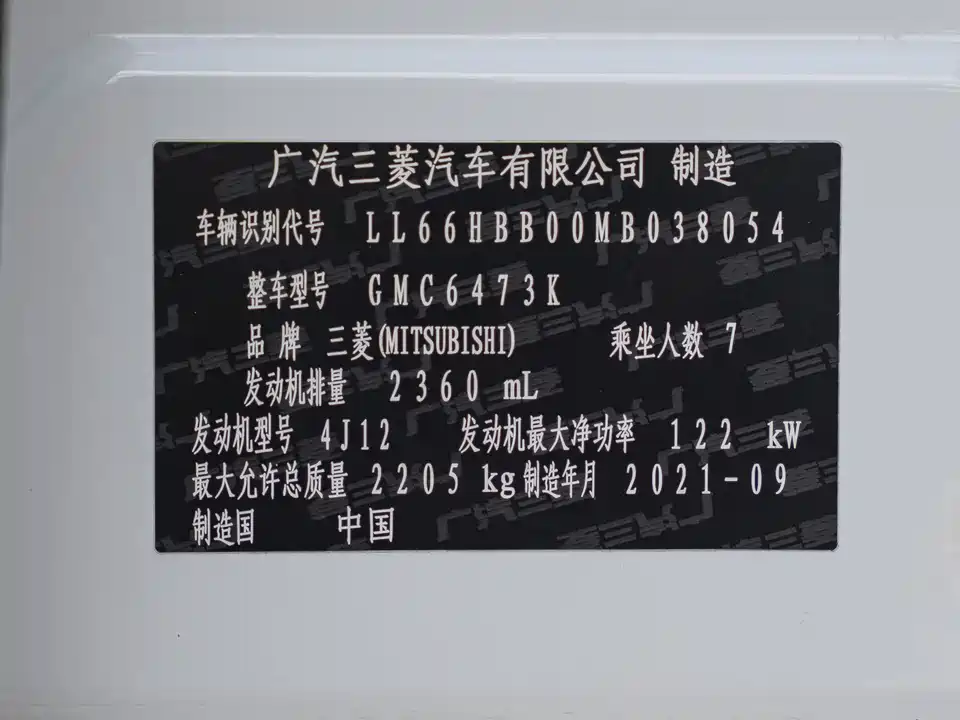 广汽三菱汽车有限公司 制造
车辆识别代号 LL66HBB00MB038054
整车型号 GMC6473K
品牌 三菱(MITSUBISHI) 乘坐人数 7
发动机排量 2360 mL
发动机型号 4J12 发动机最大净功率 122 kW
最大允许总质量 2205 kg 制造年月 2021-09
制造国 中国